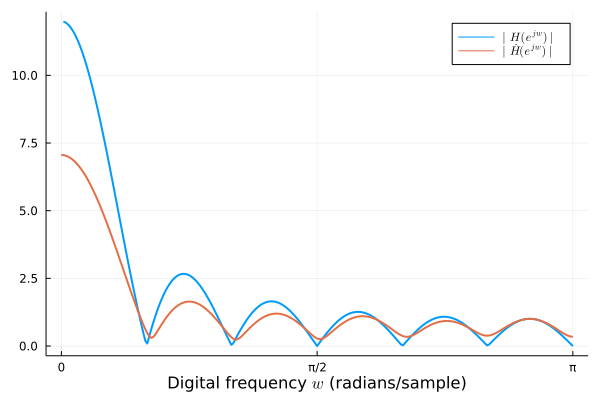 | H(e^{jw}) |
| Ĥ(e^{jw}) |
10.0
7.5
5.0
2.5
0.0
0 π/2 π
Digital frequency w (radians/sample)